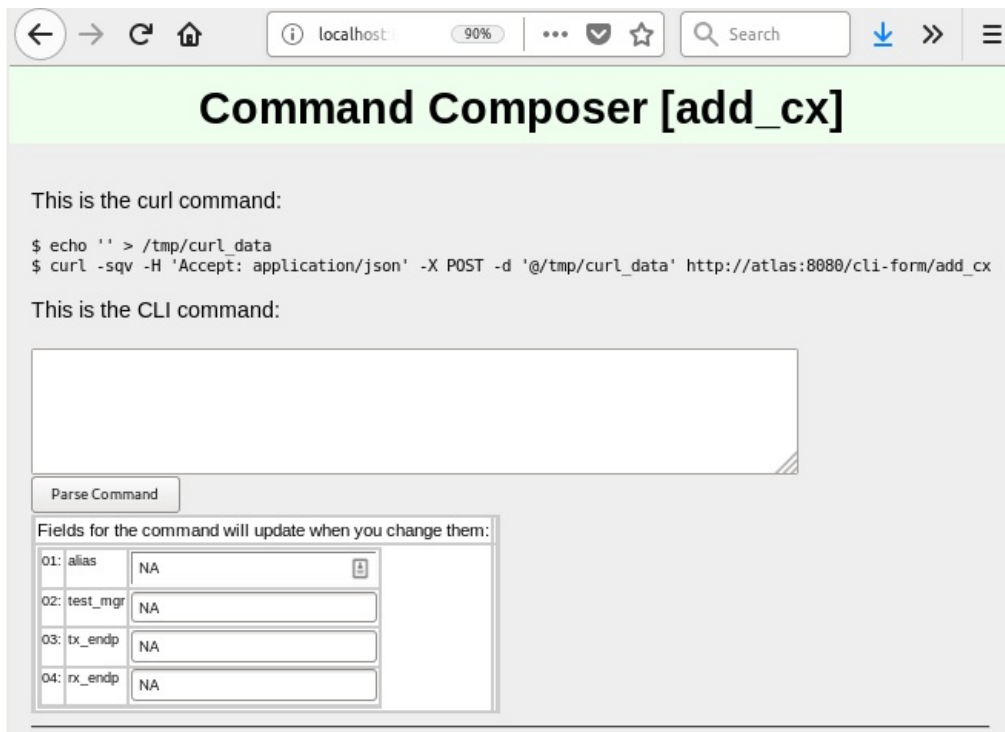 localhost
90%
Search
Command Composer [add_cx]
This is the curl command:
$ echo '' > /tmp/curl_data
$ curl -sqv -H 'Accept: application/json' -X POST -d '@/tmp/curl_data' http://atlas:8080/cli-form/add_cx
This is the CLI command:
Parse Command
Fields for the command will update when you change them:
01: alias NA
02: test_mgr NA
03: tx_endp NA
04: rx_endp NA